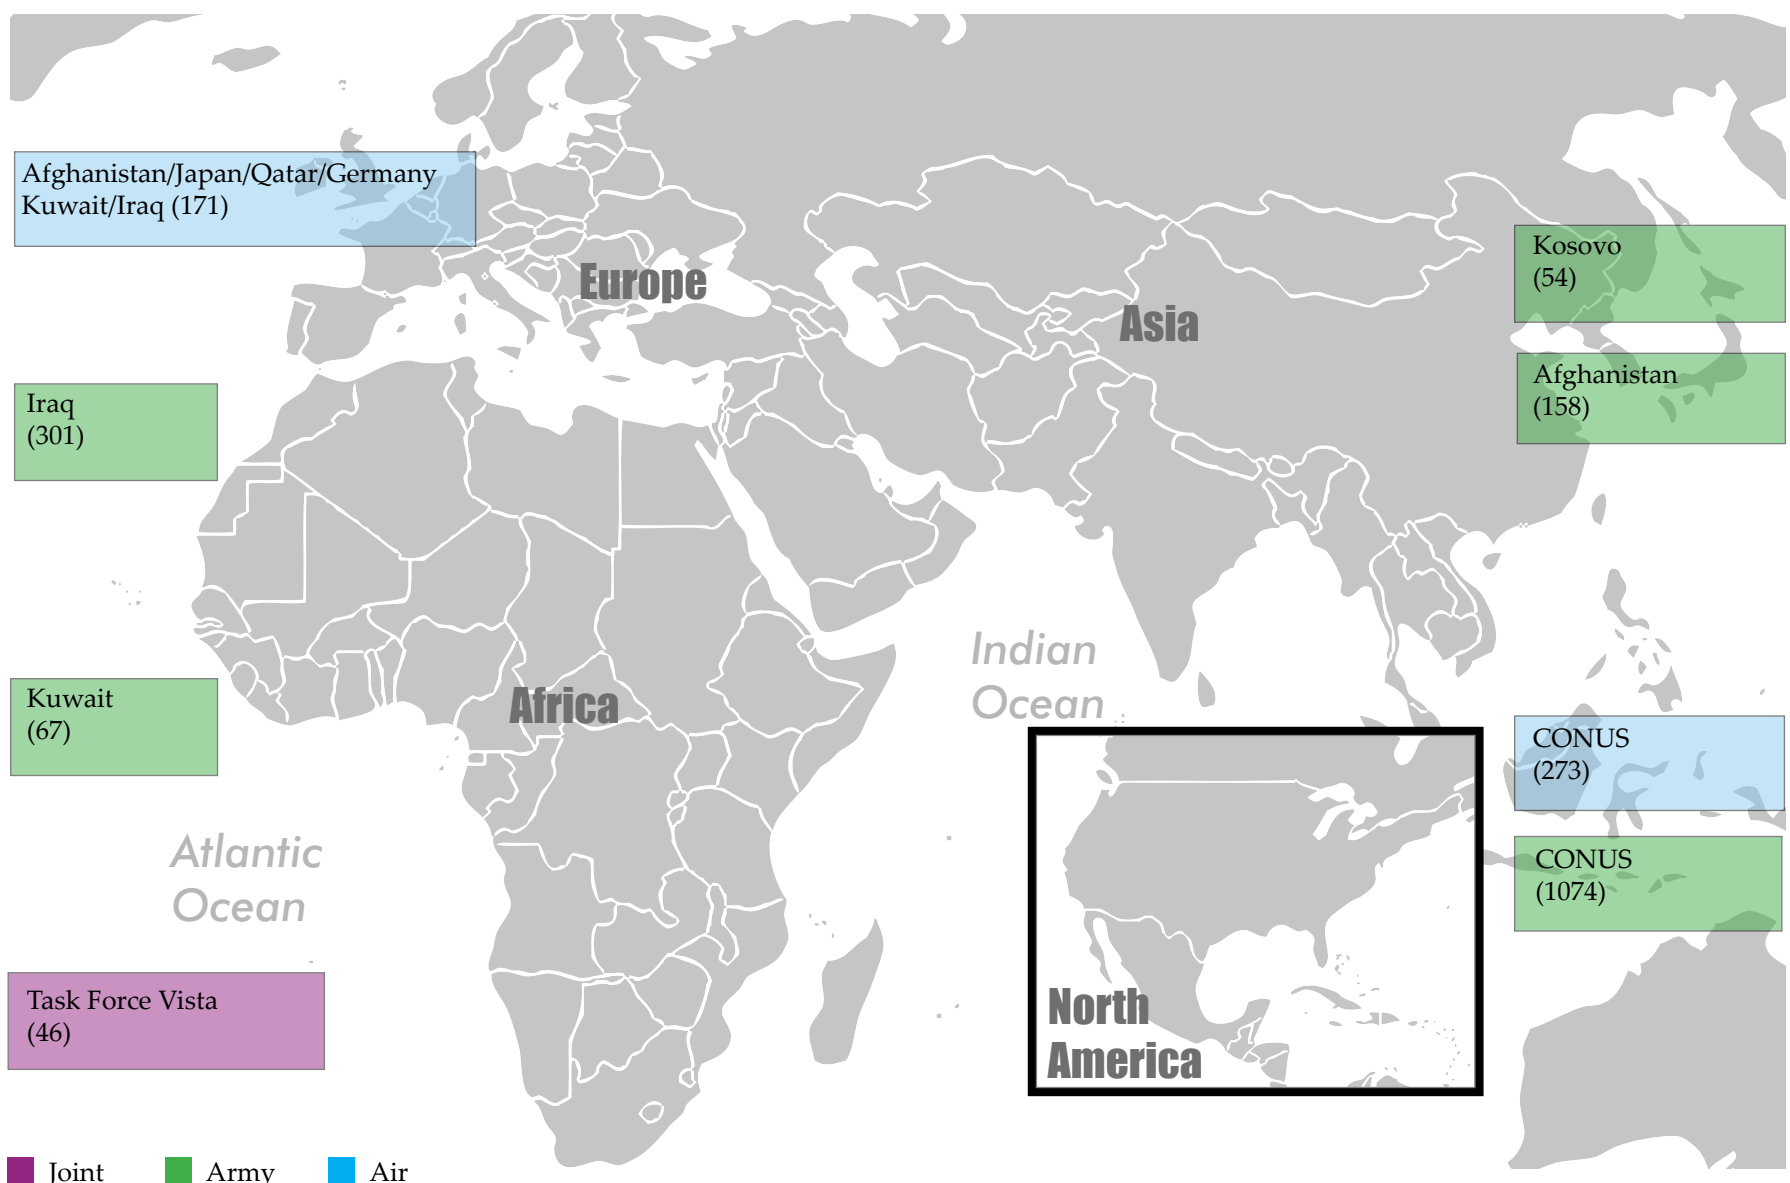 Afghanistan/Japan/Qatar/Germany
Kuwait/Iraq (171)
Europe
Asia
Kosovo
(54)
Afghanistan
(158)
Iraq
(301)
Indian
Ocean
Kuwait
(67)
Africa
CONUS
(273)
Atlantic
Ocean
CONUS
(1074)
Task Force Vista
(46)
North
America
Joint Army Air